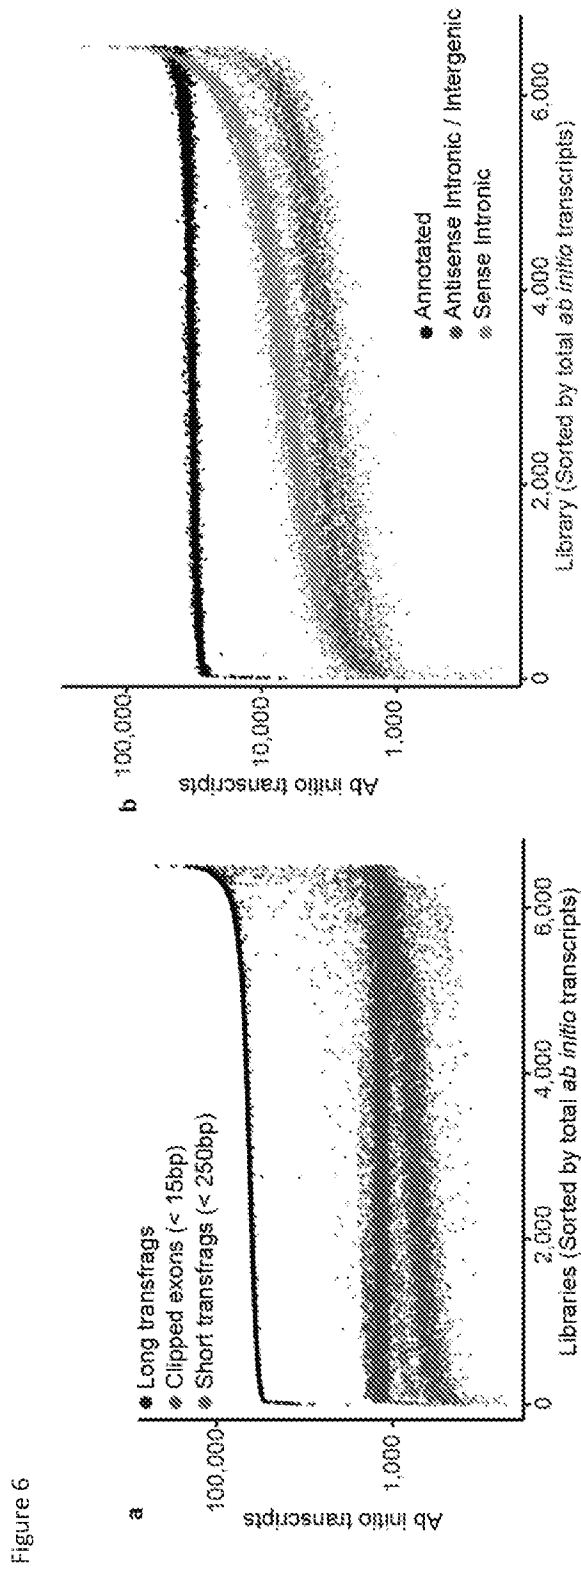 Figure 6
a
Ab initio transcripts
100,000
1,000
Long transfrags
Clipped exons (< 15bp)
Short transfrags (< 250bp)
0
2,000
4,000
6,000
Libraries (Sorted by total ab initio transcripts)
b
Ab initio transcripts
100,000
10,000
1,000
Annotated
Antisense Intronic / Intergenic
Sense Intronic
0
2,000
4,000
6,000
Library (Sorted by total ab initio transcripts)